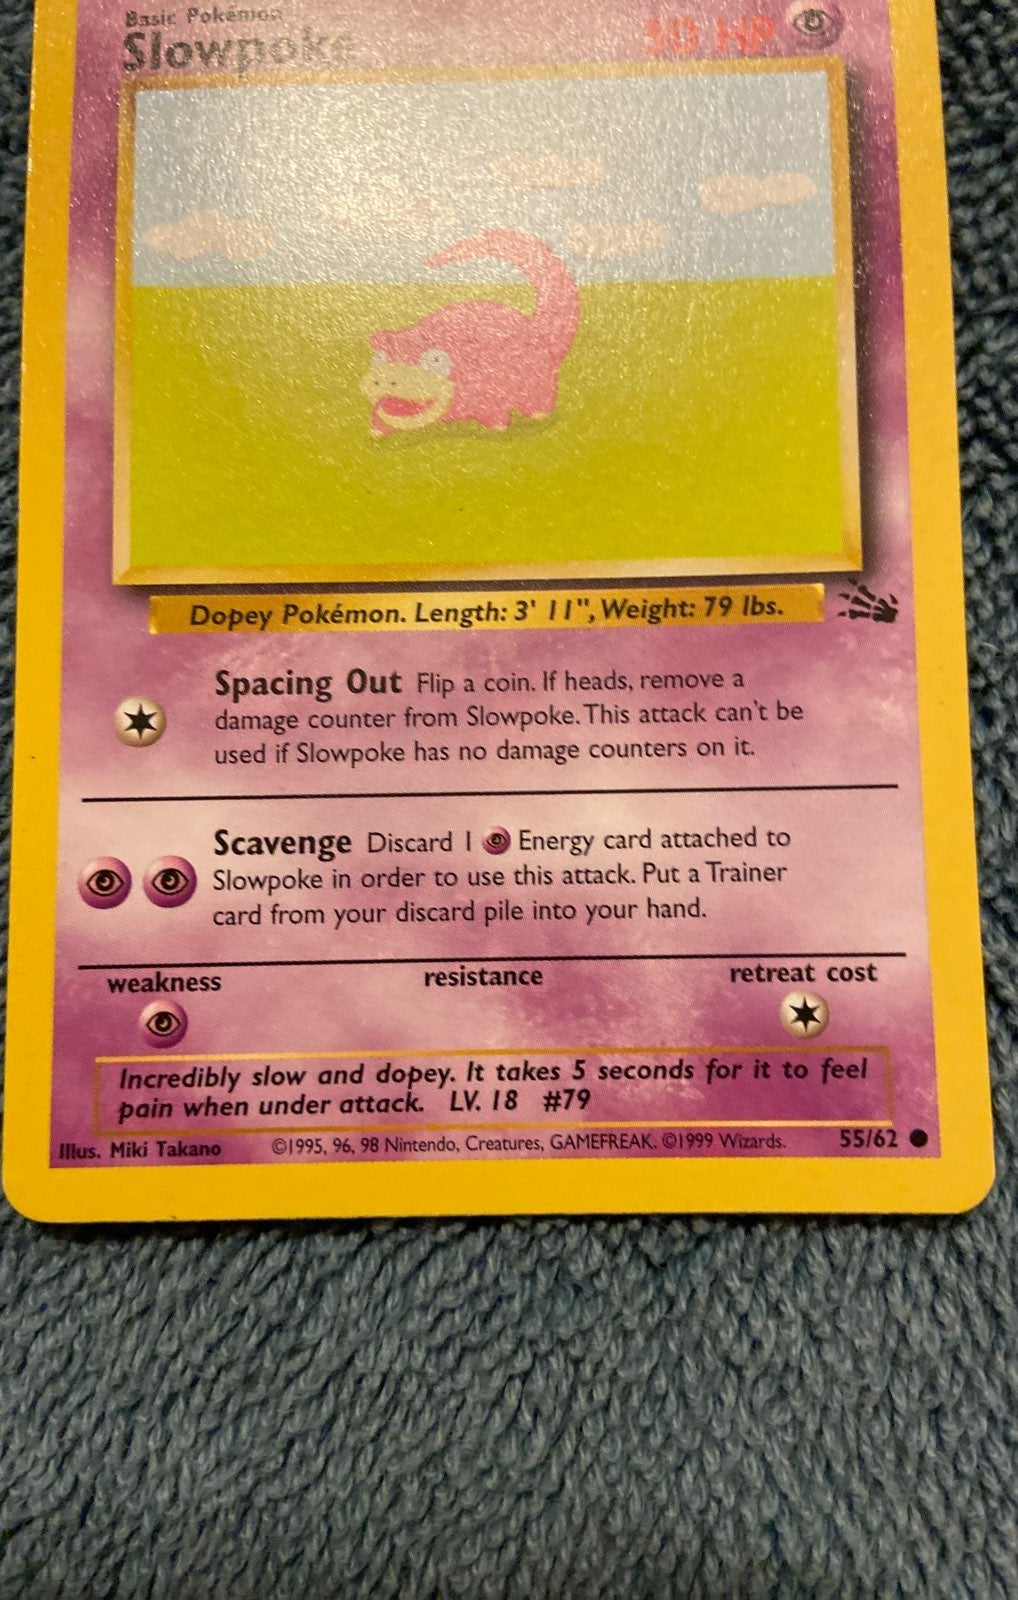 Basic Pokémon
Slowpoke 50 HP
Dopey Pokémon. Length: 3' 11", Weight: 79 lbs.
Spacing Out Flip a coin. If heads, remove a
damage counter from Slowpoke. This attack can't be
used if Slowpoke has no damage counters on it.
Scavenge Discard 1 Energy card attached to
Slowpoke in order to use this attack. Put a Trainer
card from your discard pile into your hand.
weakness resistance retreat cost
Incredibly slow and dopey. It takes 5 seconds for it to feel
pain when under attack. LV. 18 #79
Illus. Miki Takano ©1995, 96, 98 Nintendo, Creatures, GAMEFREAK. ©1999 Wizards. 55/62